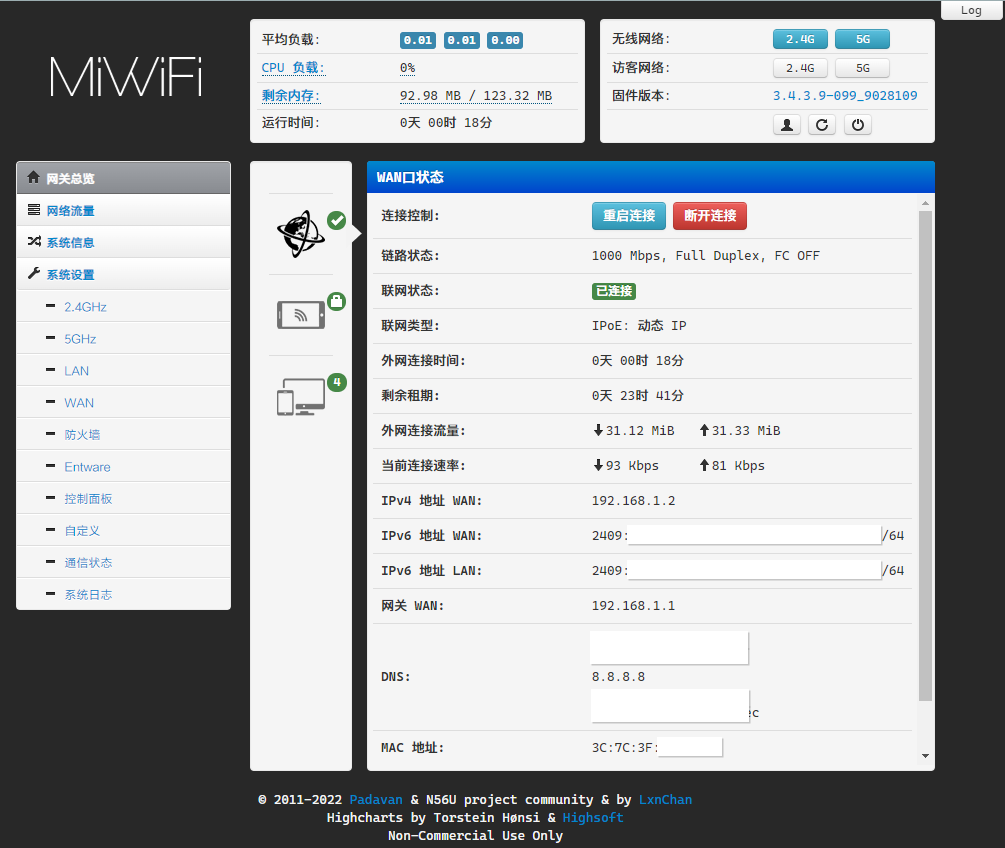 Log
MiWiFi
平均负载: 0.01 0.01 0.00
CPU 负载: 0%
剩余内存: 92.98 MB / 123.32 MB
运行时间: 0天 00时 18分
无线网络: 2.4G 5G
访客网络: 2.4G 5G
固件版本: 3.4.3.9-099_9028109
网关总览
网络流量
系统信息
系统设置
2.4GHz
5GHz
LAN
WAN
防火墙
Entware
控制面板
自定义
通信状态
系统日志
4
WAN口状态
连接控制: 重启连接 断开连接
链路状态: 1000 Mbps, Full Duplex, FC OFF
联网状态: 已连接
联网类型: IPoE: 动态 IP
外网连接时间: 0天 00时 18分
剩余租期: 0天 23时 41分
外网连接流量: 31.12 MiB 31.33 MiB
当前连接速率: 93 Kbps 81 Kbps
IPv4 地址 WAN: 192.168.1.2
IPv6 地址 WAN: 2409: /64
IPv6 地址 LAN: 2409: /64
网关 WAN: 192.168.1.1
DNS: 8.8.8.8
MAC 地址: 3C:7C:3F:
© 2011-2022 Padavan & N56U project community & by LxnChan
Highcharts by Torstein Hønsi & Highsoft
Non-Commercial Use Only